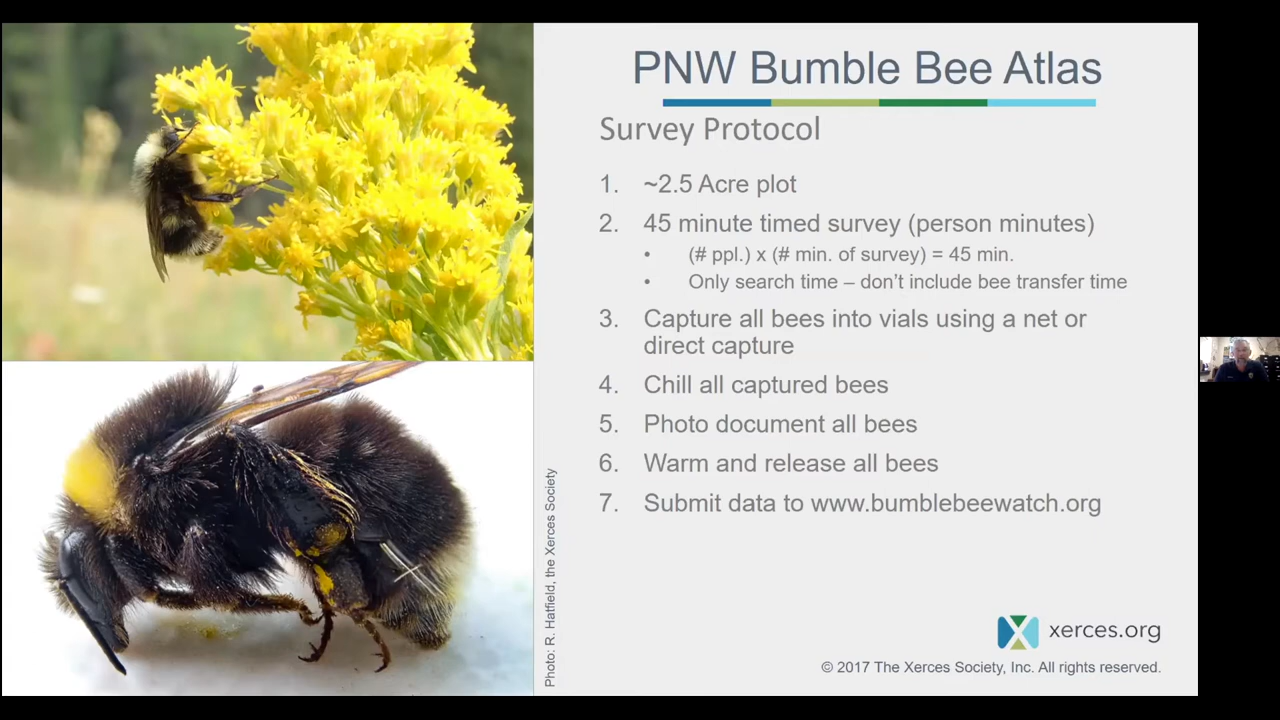 PNW Bumble Bee Atlas
Survey Protocol
1. ~2.5 Acre plot
2. 45 minute timed survey (person minutes)
• (# ppl.) x (# min. of survey) = 45 min.
• Only search time – don't include bee transfer time
3. Capture all bees into vials using a net or
direct capture
4. Chill all captured bees
5. Photo document all bees
6. Warm and release all bees
7. Submit data to www.bumblebeewatch.org
Photo: R. Hatfield, the Xerces Society
xerces.org
© 2017 The Xerces Society, Inc. All rights reserved.